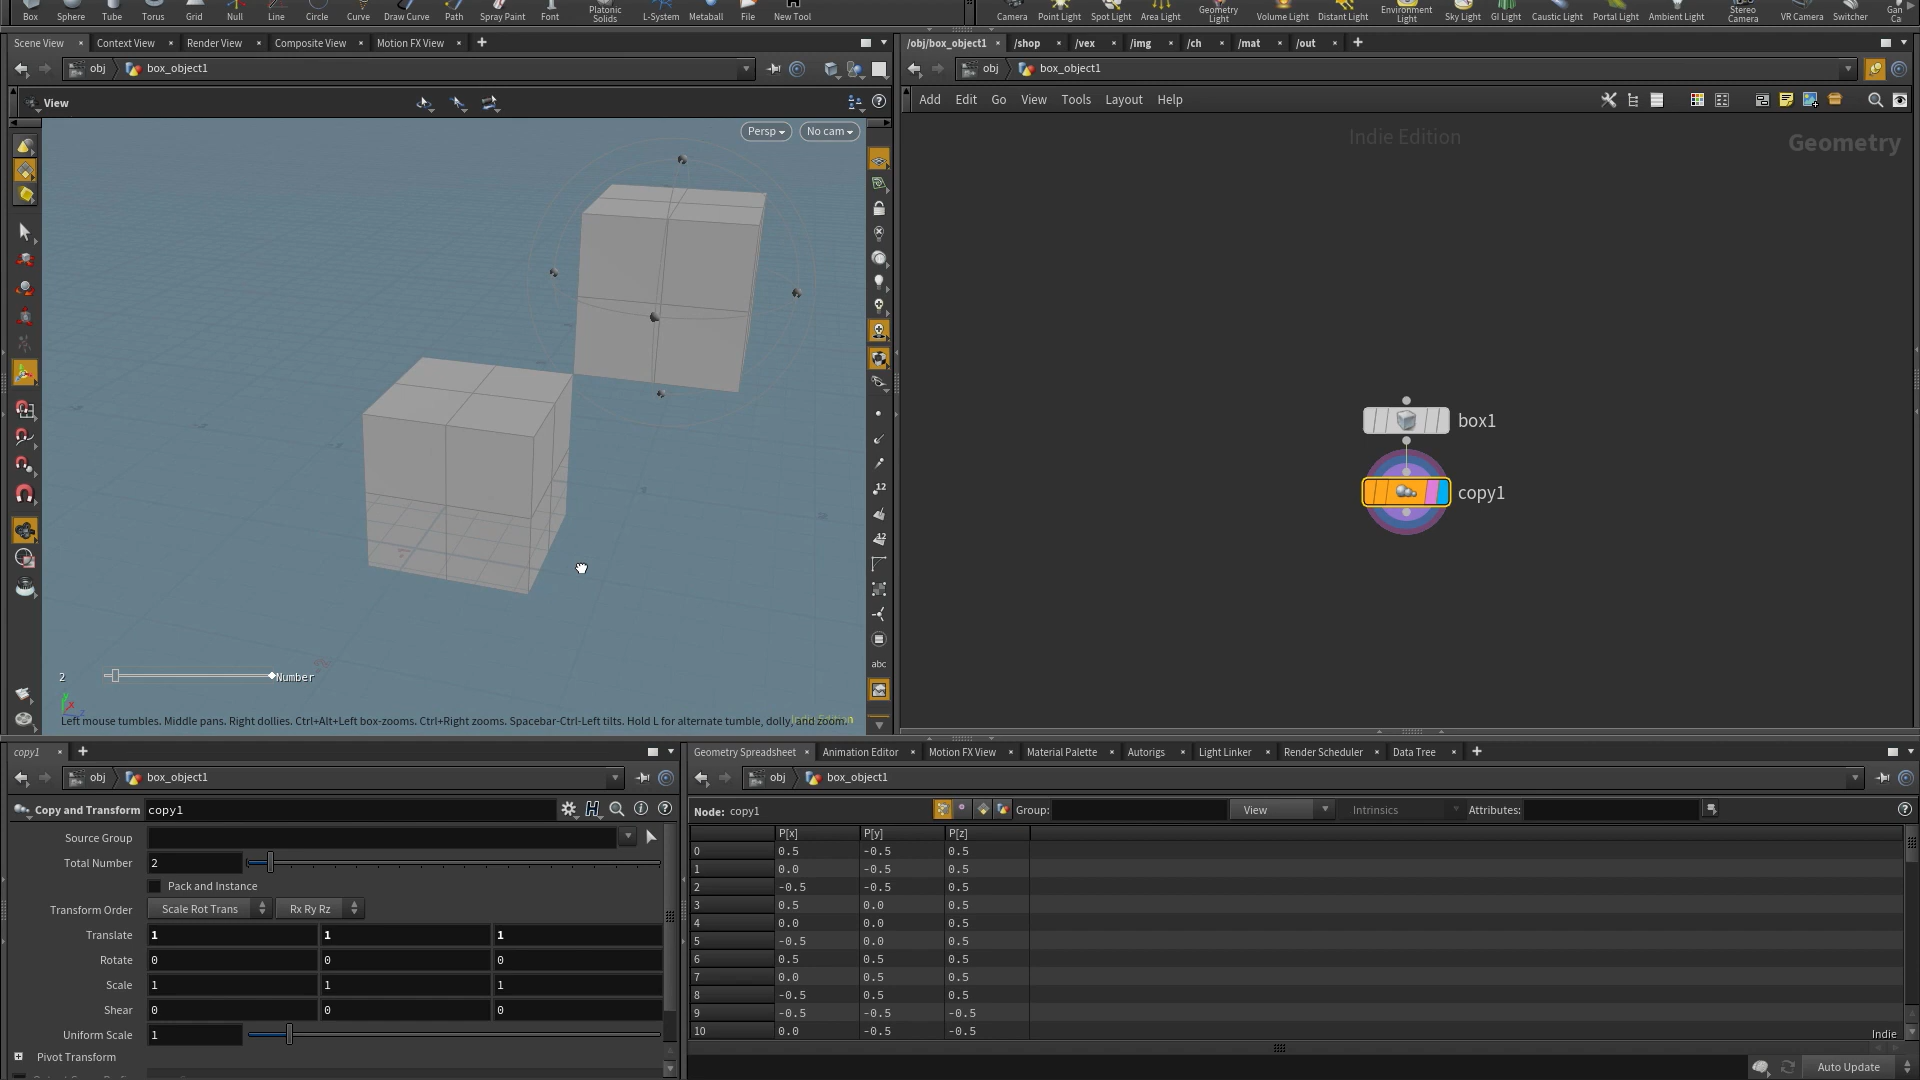 Box Sphere Tube Torus Grid Null Line Circle Curve Draw Curve Path Spray Paint Font Platonic Solids L-System Metaball File New Tool
Camera Point Light Spot Light Area Light Geometry Light Volume Light Distant Light Environment Light Sky Light GI Light Caustic Light Portal Light Ambient Light Stereo Camera VR Camera Switcher Gan Ca
Scene View Context View Render View Composite View Motion FX View
/obj/box_object1 /shop /vex /img /ch /mat /out
obj box_object1
obj box_object1
View
Add Edit Go View Tools Layout Help
Persp No cam
Indie Edition
Geometry
box1
copy1
12
12
abc
2 Number
Left mouse tumbles. Middle pans. Right dollies. Ctrl+Alt+Left box-zooms. Ctrl+Right zooms. Spacebar-Ctrl-Left tilts. Hold L for alternate tumble, dolly, and zoom.
copy1
obj box_object1
Copy and Transform copy1
Source Group
Total Number 2
Pack and Instance
Transform Order Scale Rot Trans Rx Ry Rz
Translate 1 1 1
Rotate 0 0 0
Scale 1 1 1
Shear 0 0 0
Uniform Scale 1
Pivot Transform
Geometry Spreadsheet Animation Editor Motion FX View Material Palette Autorigs Light Linker Render Scheduler Data Tree
obj box_object1
Node: copy1 Group: View Intrinsics Attributes:
P[x] P[y] P[z]
0 0.5 -0.5 0.5
1 0.0 -0.5 0.5
2 -0.5 -0.5 0.5
3 0.5 0.0 0.5
4 0.0 0.0 0.5
5 -0.5 0.0 0.5
6 0.5 0.5 0.5
7 0.0 0.5 0.5
8 -0.5 0.5 0.5
9 -0.5 -0.5 -0.5
10 0.0 -0.5 -0.5
Indie
Auto Update